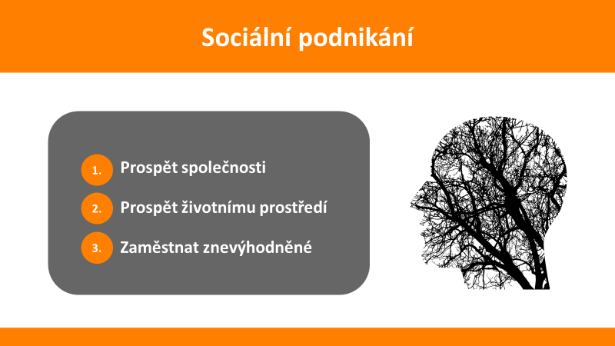 Sociální podnikání
1. Prospět společnosti
2. Prospět životnímu prostředí
3. Zaměstnat znevýhodněné